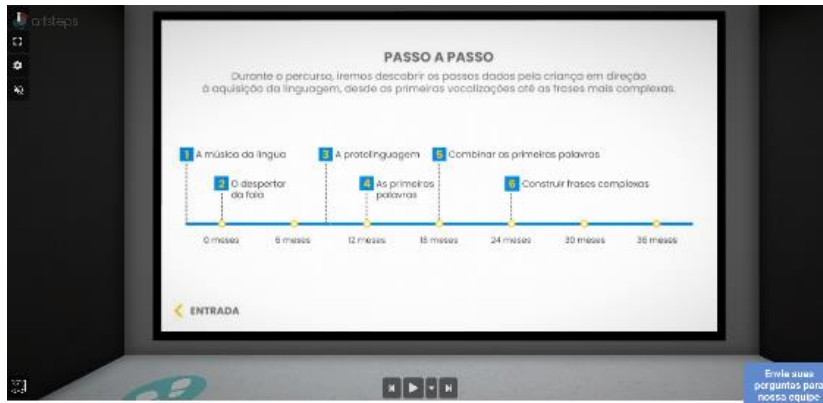 artsteps
PASSO A PASSO
Durante o percurso, iremos descobrir os passos dados pela criança em direção
à aquisição da linguagem, desde as primeiras vocalizações até as frases mais complexas.
1 A música da língua
3 A protolinguagem
5 Combinar as primeiras palavras
2 O despertar
da fala
4 As primeiras
palavras
6 Construir frases complexas
0 meses 6 meses 12 meses 18 meses 24 meses 30 meses 36 meses
ENTRADA
Envie suas
perguntas para
nossa equipe